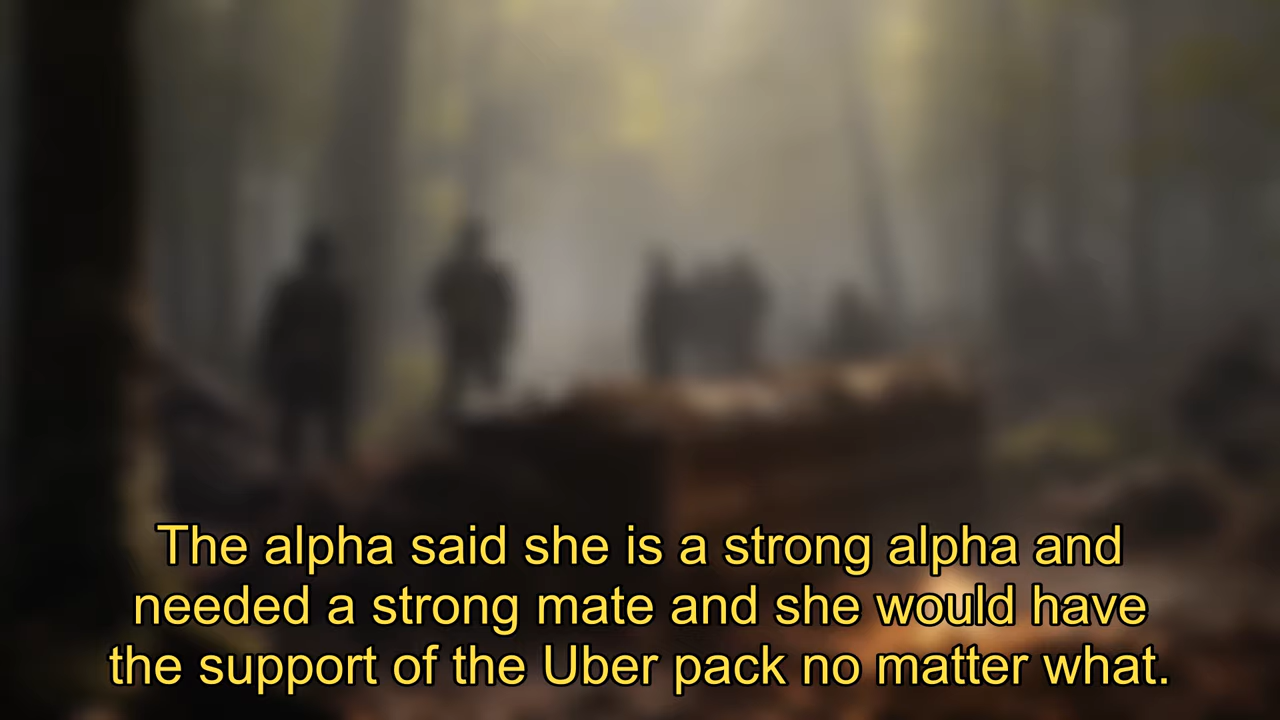 The alpha said she is a strong alpha and
needed a strong mate and she would have
the support of the Uber pack no matter what.